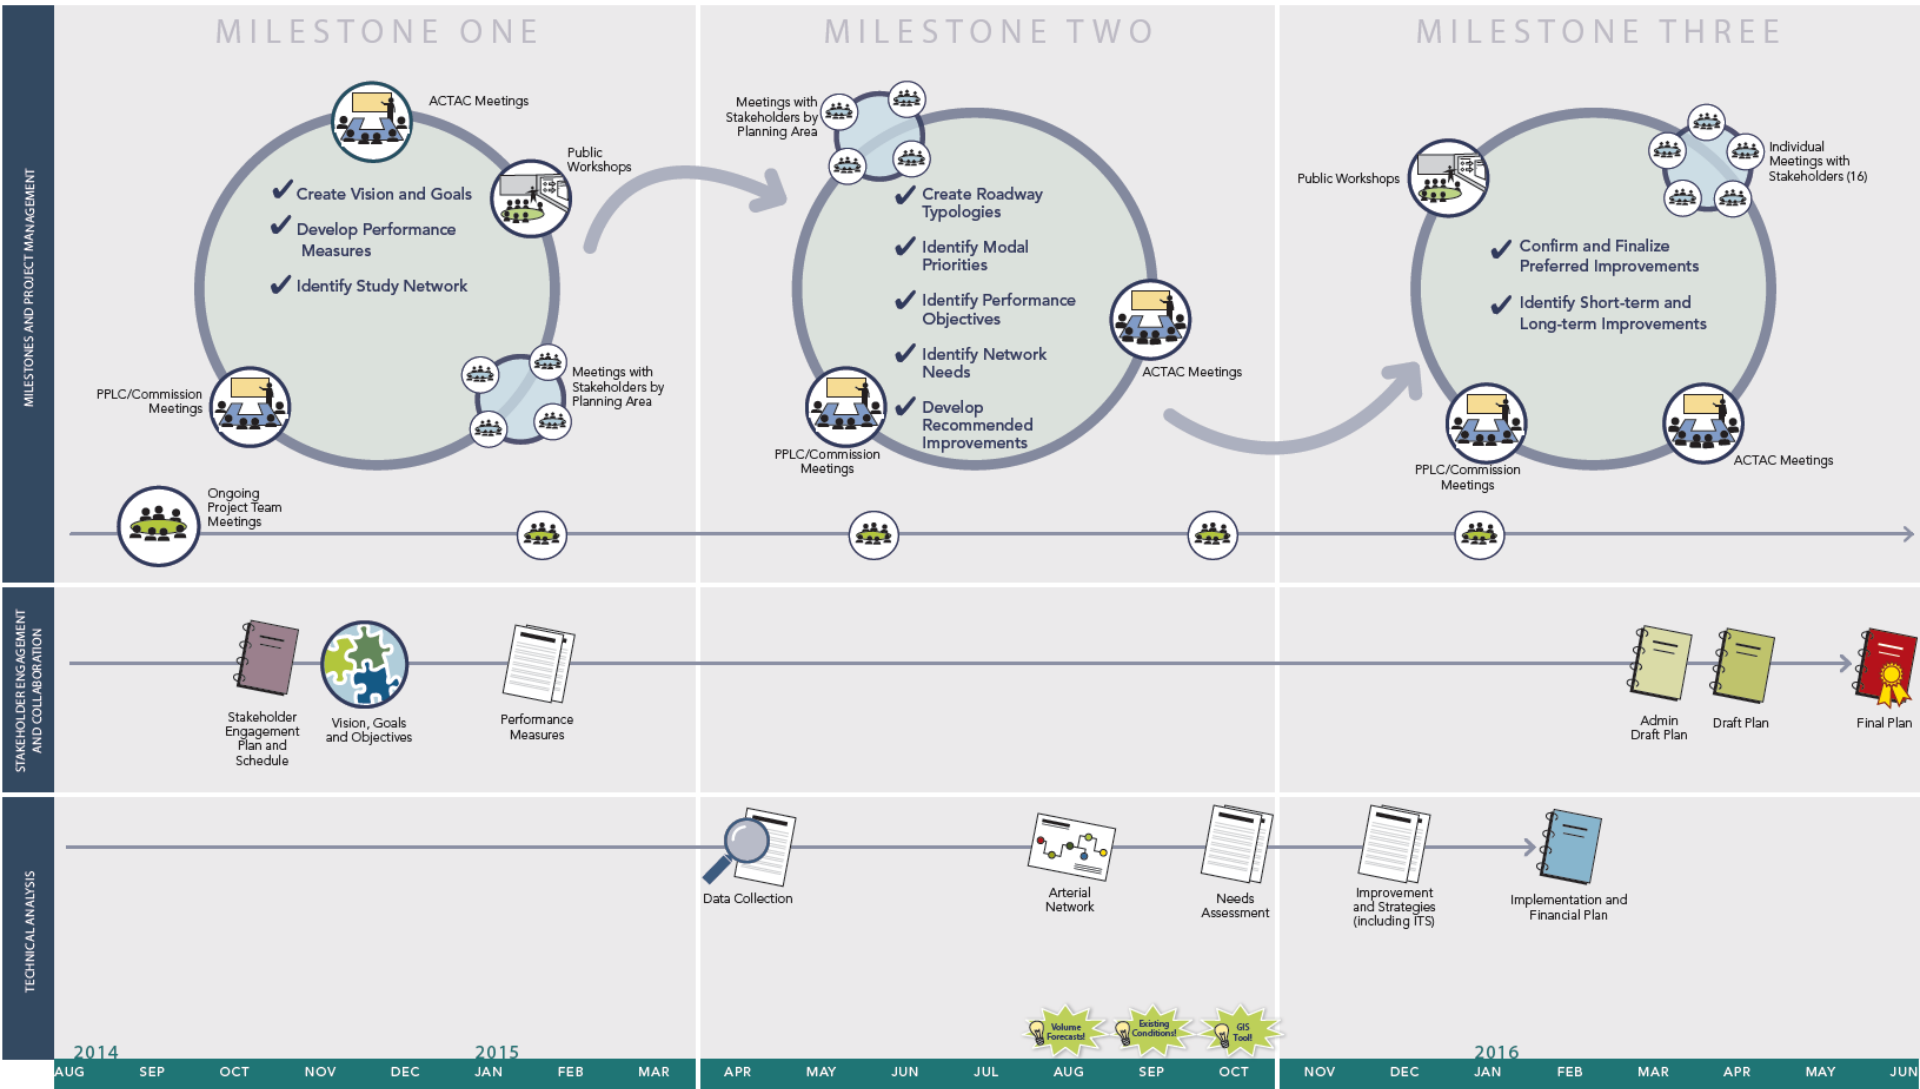 MILESTONE ONE
MILESTONE TWO
MILESTONE THREE
MILESTONES AND PROJECT MANAGEMENT
ACTAC Meetings
Public
Workshops
✔ Create Vision and Goals
✔ Develop Performance
Measures
✔ Identify Study Network
PPLC/Commission
Meetings
Meetings with
Stakeholders by
Planning Area
Meetings with
Stakeholders by
Planning Area
✔ Create Roadway
Typologies
✔ Identify Modal
Priorities
✔ Identify Performance
Objectives
✔ Identify Network
Needs
✔ Develop
Recommended
Improvements
ACTAC Meetings
PPLC/Commission
Meetings
Public Workshops
Individual
Meetings with
Stakeholders (16)
✔ Confirm and Finalize
Preferred Improvements
✔ Identify Short-term and
Long-term Improvements
PPLC/Commission
Meetings
ACTAC Meetings
Ongoing
Project Team
Meetings
STAKEHOLDER ENGAGEMENT
AND COLLABORATION
Stakeholder
Engagement
Plan and
Schedule
Vision, Goals
and Objectives
Performance
Measures
Admin
Draft Plan
Draft Plan
Final Plan
TECHNICAL ANALYSIS
Data Collection
Arterial
Network
Needs
Assessment
Improvement
and Strategies
(including ITS)
Implementation and
Financial Plan
Volume
Forecasts!
Existing
Conditions!
GIS
Tool!
2014
2015
2016
AUG SEP OCT NOV DEC JAN FEB MAR APR MAY JUN JUL AUG SEP OCT NOV DEC JAN FEB MAR APR MAY JUN